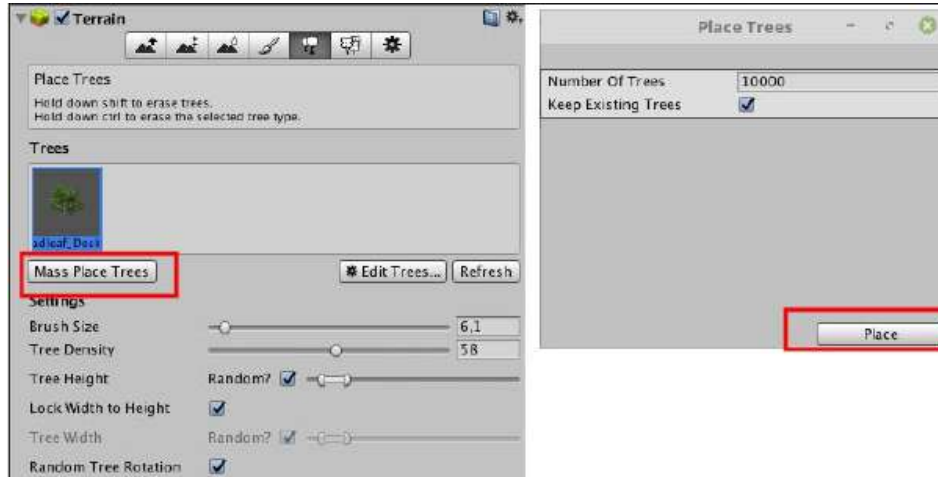 Terrain
Place Trees
Hold down shift to erase trees.
Hold down ctrl to erase the selected tree type.
Trees
adleaf_Desk
Mass Place Trees
Edit Trees...
Refresh
Settings
Brush Size
6,1
Tree Density
58
Tree Height
Random?
Lock Width to Height
Tree Width
Random?
Random Tree Rotation
Place Trees
Number Of Trees
10000
Keep Existing Trees
Place